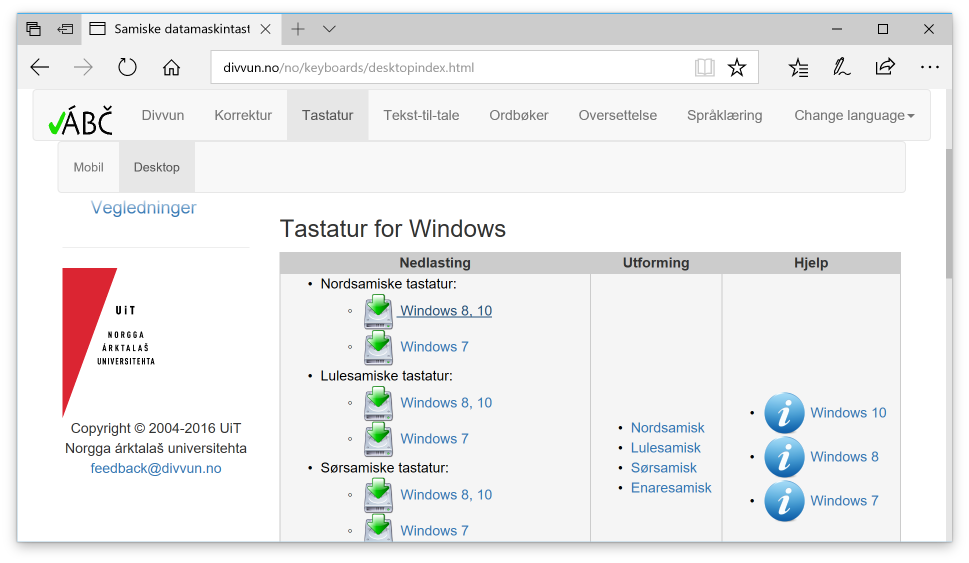 Samiske datamaskintast
divvun.no/no/keyboards/desktopindex.html
ÁBČ Divvun Korrektur Tastatur Tekst-til-tale Ordbøker Oversettelse Språklæring Change language
Mobil Desktop
Vegledninger
UiT
NORGGA
ÁRKTALAŠ
UNIVERSITEHTA
Copyright © 2004-2016 UiT
Norgga árktalaš universitehta
feedback@divvun.no
Tastatur for Windows
Nedlasting Utforming Hjelp
• Nordsamiske tastatur:
Windows 8, 10
Windows 7
• Lulesamiske tastatur:
Windows 8, 10
Windows 7
• Sørsamiske tastatur:
Windows 8, 10
Windows 7
• Nordsamisk
• Lulesamisk
• Sørsamisk
• Enaresamisk
• Windows 10
• Windows 8
• Windows 7